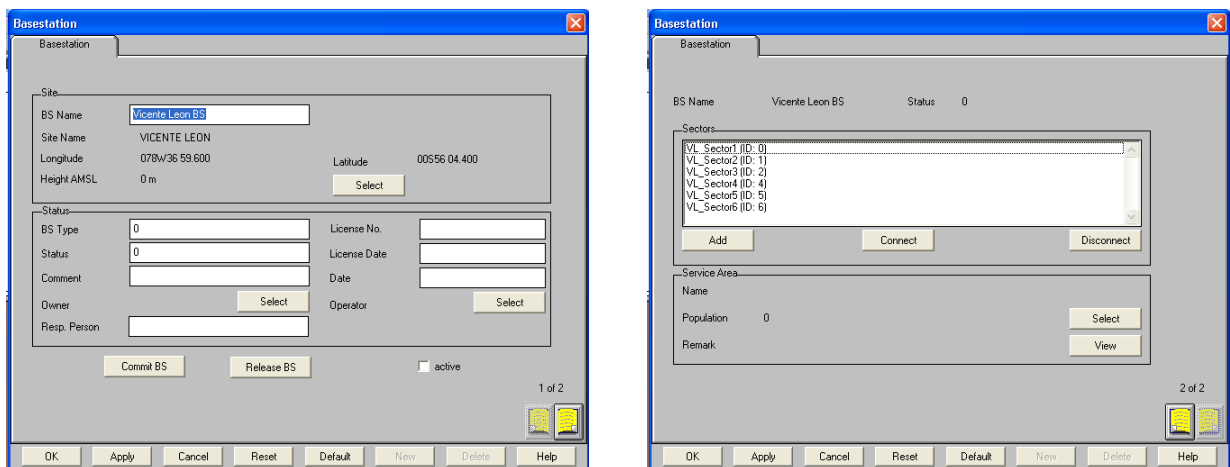 Basestation
Basestation
Site
BS Name Vicente Leon BS
Site Name VICENTE LEON
Longitude 078W36 59.600 Latitude 00S56 04.400
Height AMSL 0 m Select
Status
BS Type 0 License No.
Status 0 License Date
Comment Date
Owner Select Operator Select
Resp. Person
Commit BS Release BS active
1 of 2
OK Apply Cancel Reset Default New Delete Help
Basestation
Basestation
BS Name Vicente Leon BS Status 0
Sectors
VL_Sector1 (ID: 0)
VL_Sector2 (ID: 1)
VL_Sector3 (ID: 2)
VL_Sector4 (ID: 4)
VL_Sector5 (ID: 5)
VL_Sector6 (ID: 6)
Add Connect Disconnect
Service Area
Name
Population 0 Select
Remark View
2 of 2
OK Apply Cancel Reset Default New Delete Help